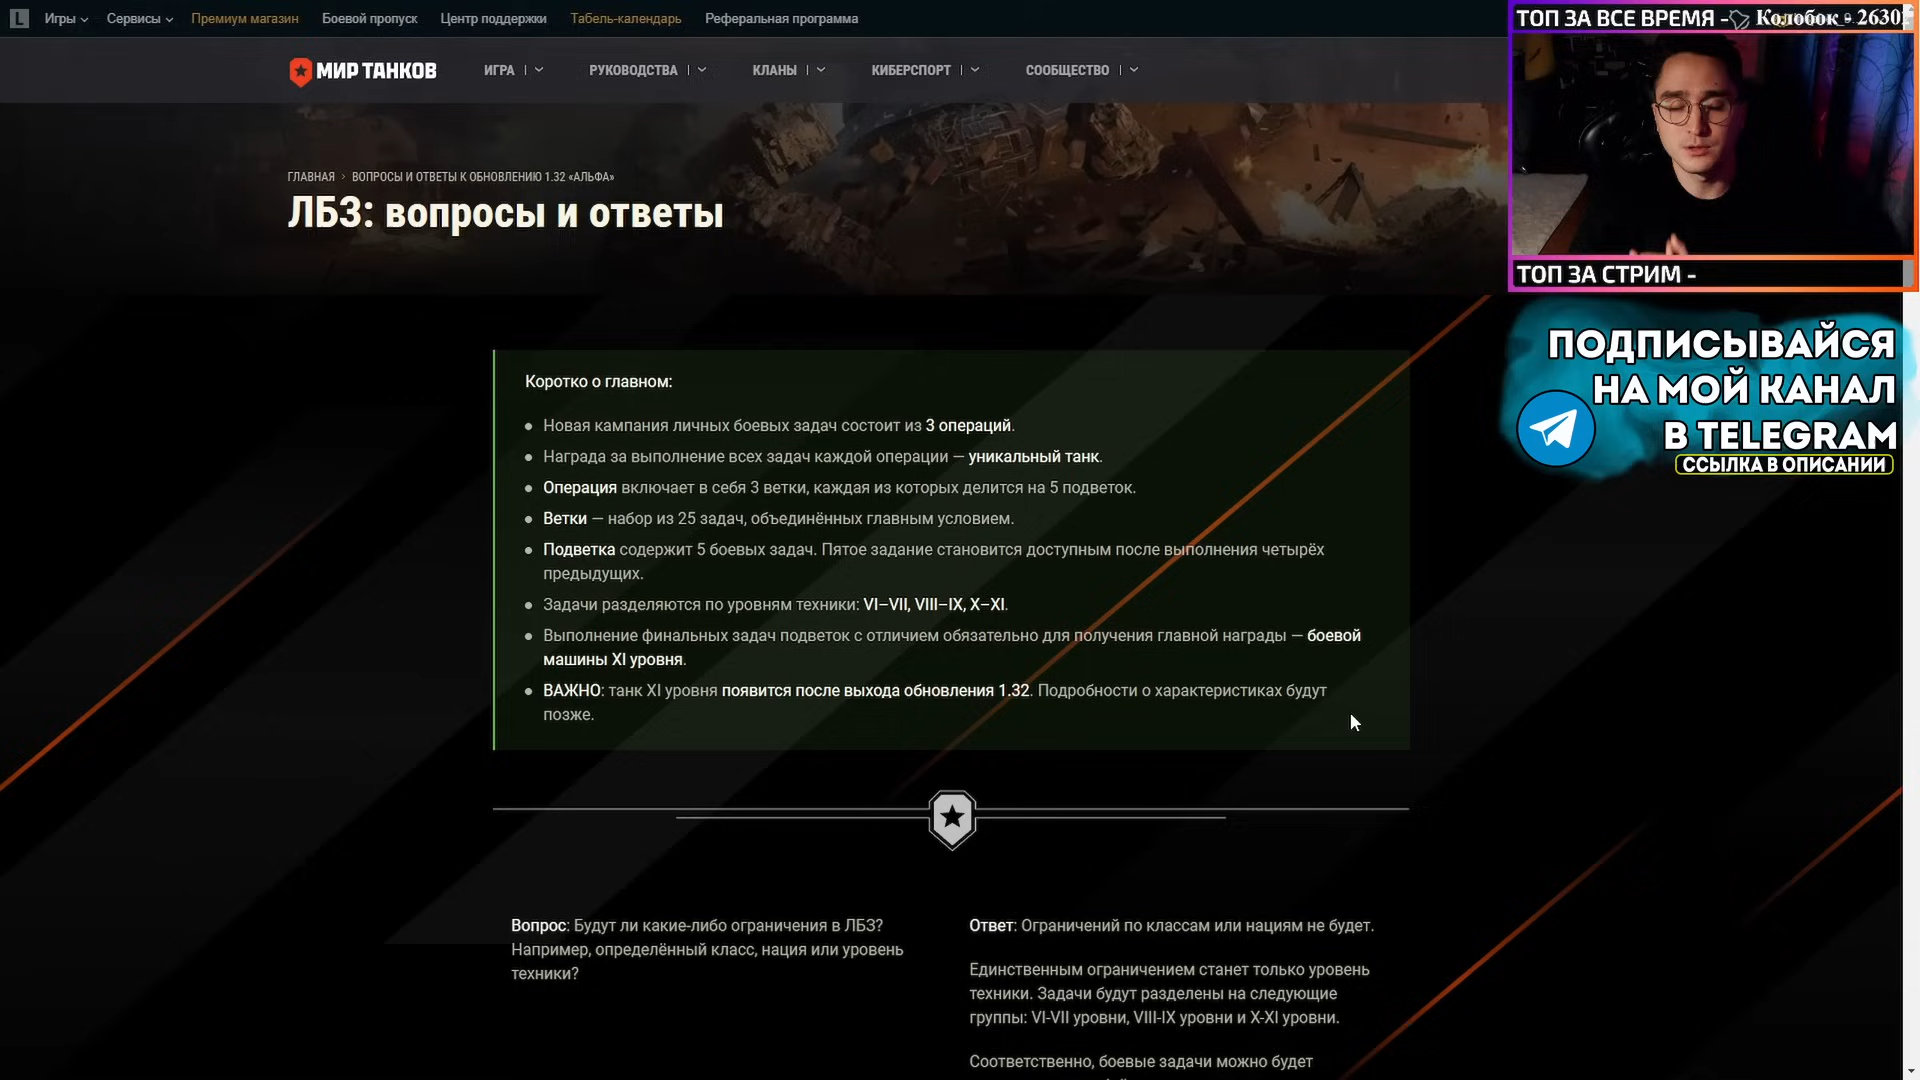 L Игры Сервисы Премиум магазин Боевой пропуск Центр поддержки Табель-календарь Реферальная программа
МИР ТАНКОВ ИГРА РУКОВОДСТВА КЛАНЫ КИБЕРСПОРТ СООБЩЕСТВО
ГЛАВНАЯ › ВОПРОСЫ И ОТВЕТЫ К ОБНОВЛЕНИЮ 1.32 «АЛЬФА»
ЛБЗ: вопросы и ответы
ТОП ЗА ВСЕ ВРЕМЯ - Колобок - 2630
ТОП ЗА СТРИМ -
ПОДПИСЫВАЙСЯ
НА МОЙ КАНАЛ
В TELEGRAM
ССЫЛКА В ОПИСАНИИ
Коротко о главном:
Новая кампания личных боевых задач состоит из 3 операций.
Награда за выполнение всех задач каждой операции — уникальный танк.
Операция включает в себя 3 ветки, каждая из которых делится на 5 подветок.
Ветки — набор из 25 задач, объединённых главным условием.
Подветка содержит 5 боевых задач. Пятое задание становится доступным после выполнения четырёх
предыдущих.
Задачи разделяются по уровням техники: VI–VII, VIII–IX, X–XI.
Выполнение финальных задач подветок с отличием обязательно для получения главной награды — боевой
машины XI уровня.
ВАЖНО: танк XI уровня появится после выхода обновления 1.32. Подробности о характеристиках будут
позже.
Вопрос: Будут ли какие-либо ограничения в ЛБЗ?
Например, определённый класс, нация или уровень
техники?
Ответ: Ограничений по классам или нациям не будет.
Единственным ограничением станет только уровень
техники. Задачи будут разделены на следующие
группы: VI-VII уровни, VIII-IX уровни и X-XI уровни.
Соответственно, боевые задачи можно будет